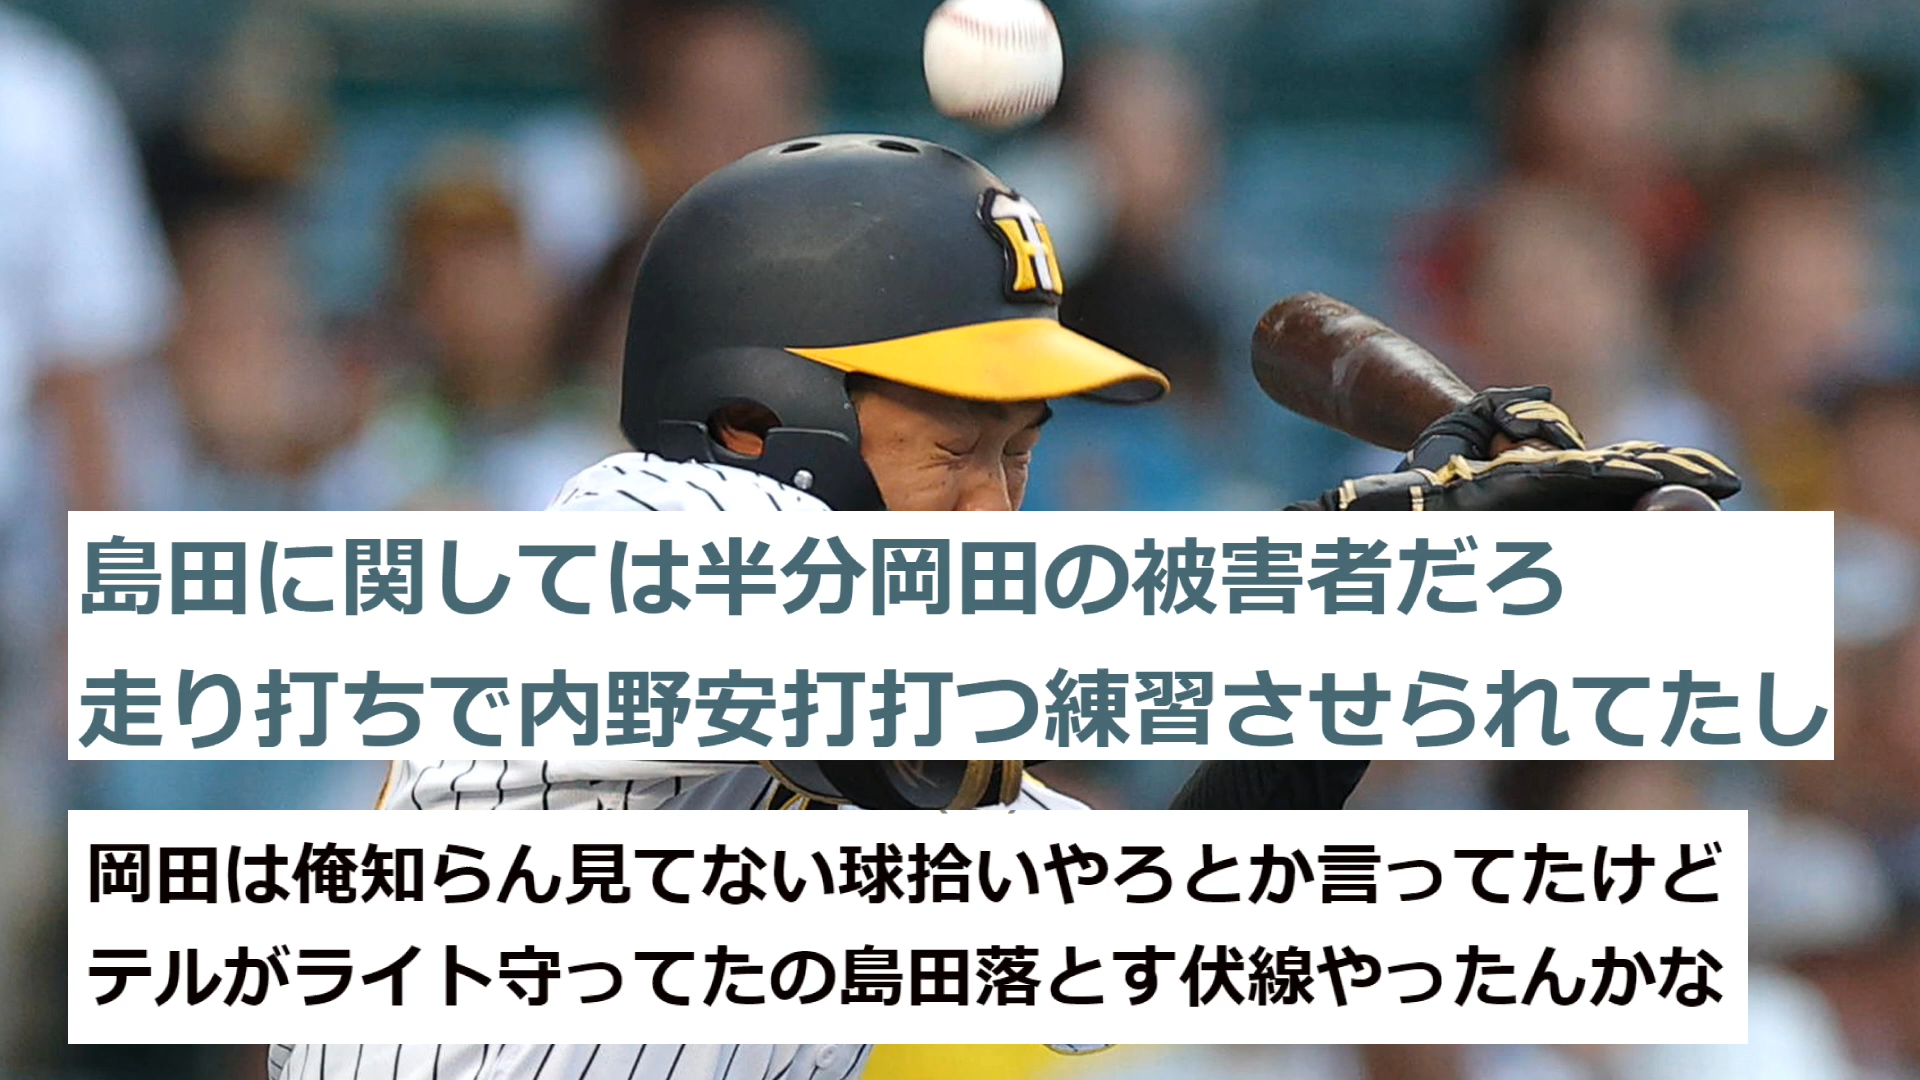 島田に関しては半分岡田の被害者だろ
走り打ちで内野安打打つ練習させられてたし
岡田は俺知らん見てない球拾いやろとか言ってたけど
テルがライト守ってたの島田落とす伏線やったんかな